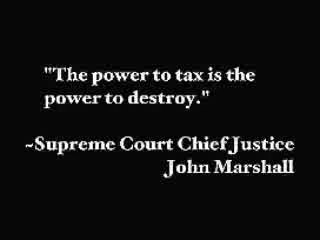 "The power to tax is the
power to destroy."
~Supreme Court Chief Justice
John Marshall